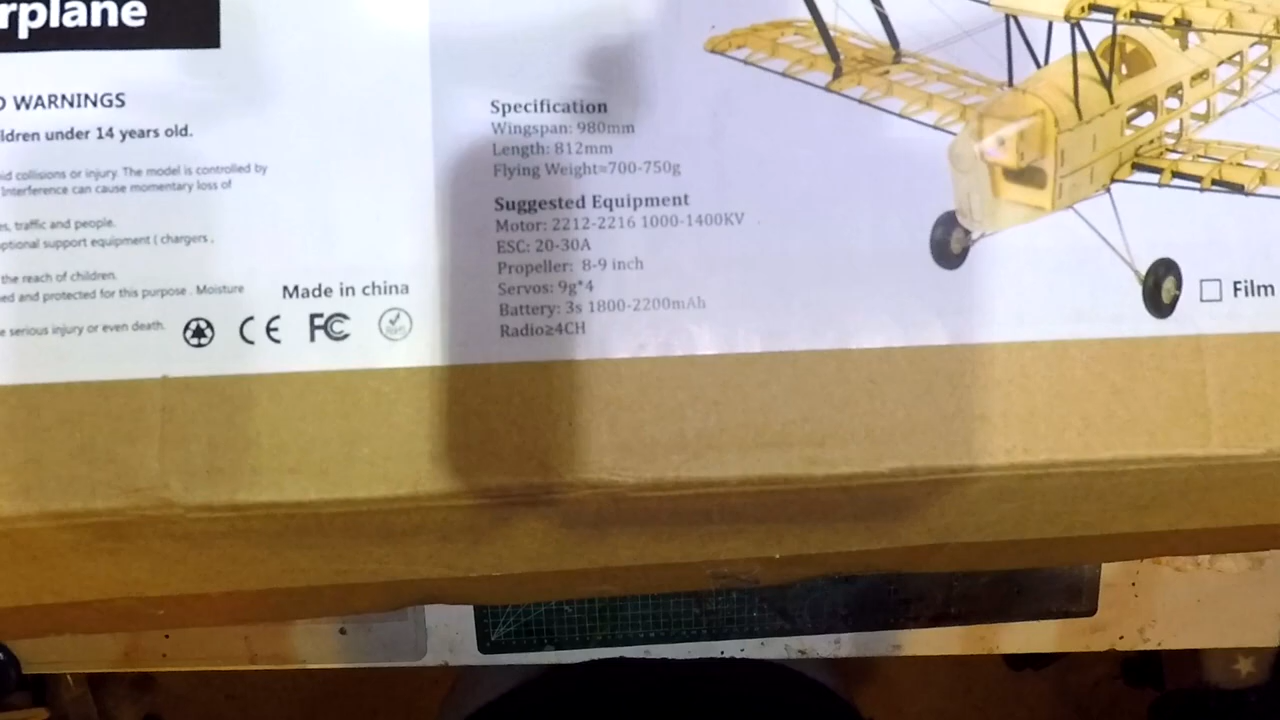 rplane
WARNINGS
ldren under 14 years old.
id collisions or injury. The model is controlled by
Interference can cause momentary loss of
s, traffic and people.
ptional support equipment ( chargers ,
the reach of children.
ed and protected for this purpose . Moisture
e serious injury or even death.
Made in china
CE FC
Specification
Wingspan: 980mm
Length: 812mm
Flying Weight=700-750g
Suggested Equipment
Motor: 2212-2216 1000-1400KV
ESC: 20-30A
Propeller: 8-9 inch
Servos: 9g*4
Battery: 3s 1800-2200mAh
Radio≥4CH
Film